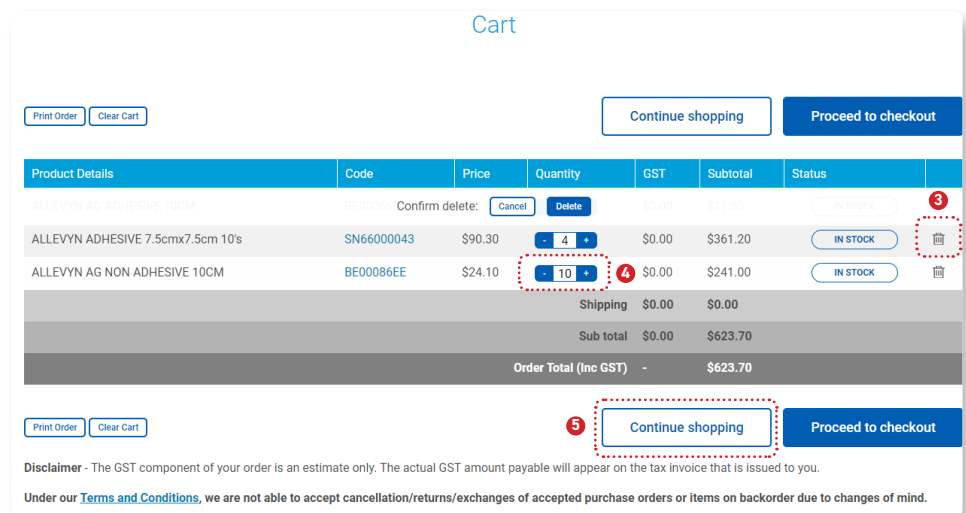 Cart
Print Order Clear Cart Continue shopping Proceed to checkout
Product Details Code Price Quantity GST Subtotal Status
3
ALLEVYN AG ADHESIVE 10CM Confirm delete: Cancel Delete $0.00 $21.50 IN STOCK
ALLEVYN ADHESIVE 7.5cmx7.5cm 10's SN66000043 $90.30 - 4 + $0.00 $361.20 IN STOCK
ALLEVYN AG NON ADHESIVE 10CM BE00086EE $24.10 - 10 + 4 $0.00 $241.00 IN STOCK
Shipping $0.00 $0.00
Sub total $0.00 $623.70
Order Total (Inc GST) - $623.70
Print Order Clear Cart 5 Continue shopping Proceed to checkout
Disclaimer - The GST component of your order is an estimate only. The actual GST amount payable will appear on the tax invoice that is issued to you.
Under our Terms and Conditions, we are not able to accept cancellation/returns/exchanges of accepted purchase orders or items on backorder due to changes of mind.